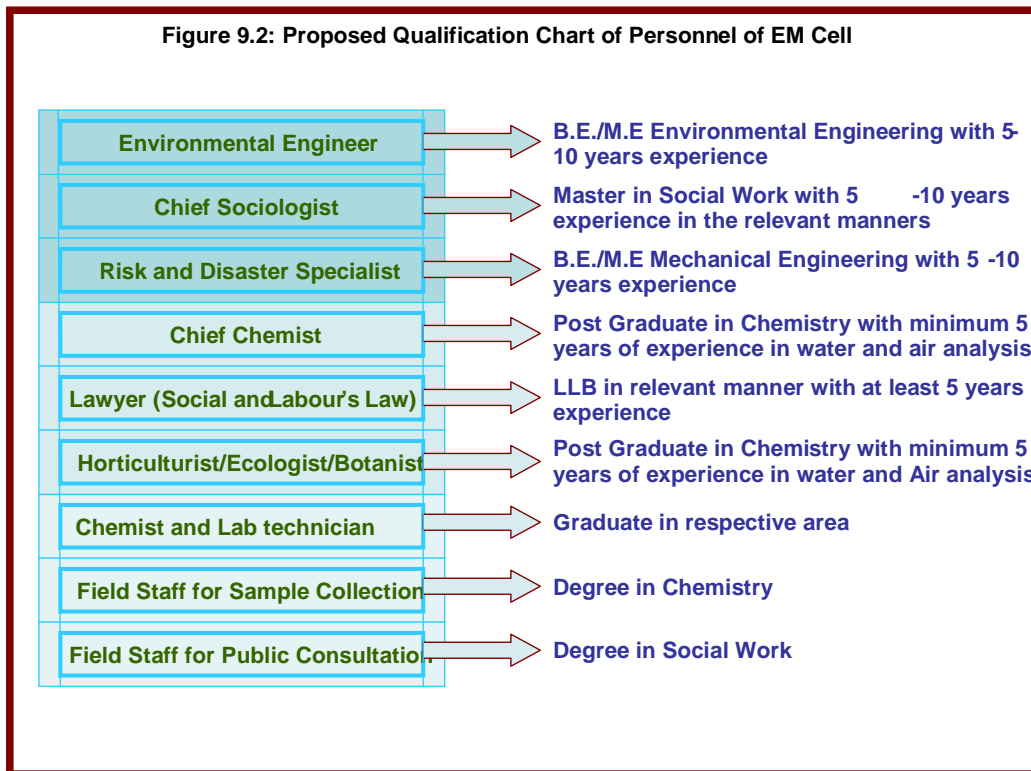 Figure 9.2: Proposed Qualification Chart of Personnel of EM Cell
Environmental Engineer
B.E./M.E Environmental Engineering with 5-
10 years experience
Chief Sociologist
Master in Social Work with 5 -10 years
experience in the relevant manners
Risk and Disaster Specialist
B.E./M.E Mechanical Engineering with 5 -10
years experience
Chief Chemist
Post Graduate in Chemistry with minimum 5
years of experience in water and air analysis
Lawyer (Social andLabour's Law)
LLB in relevant manner with at least 5 years
experience
Horticulturist/Ecologist/Botanist
Post Graduate in Chemistry with minimum 5
years of experience in water and Air analysis
Chemist and Lab technician
Graduate in respective area
Field Staff for Sample Collection
Degree in Chemistry
Field Staff for Public Consultation
Degree in Social Work